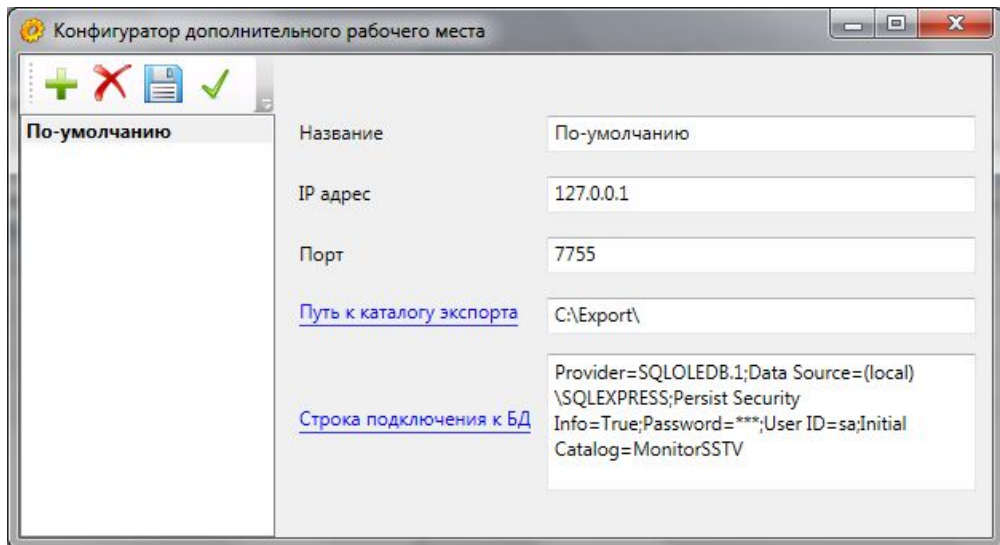 Конфигуратор дополнительного рабочего места
По-умолчанию
Название
По-умолчанию
IP адрес
127.0.0.1
Порт
7755
Путь к каталогу экспорта
C:\Export\
Строка подключения к БД
Provider=SQLOLEDB.1;Data Source=(local)
\SQLEXPRESS;Persist Security
Info=True;Password=***;User ID=sa;Initial
Catalog=MonitorSSTV